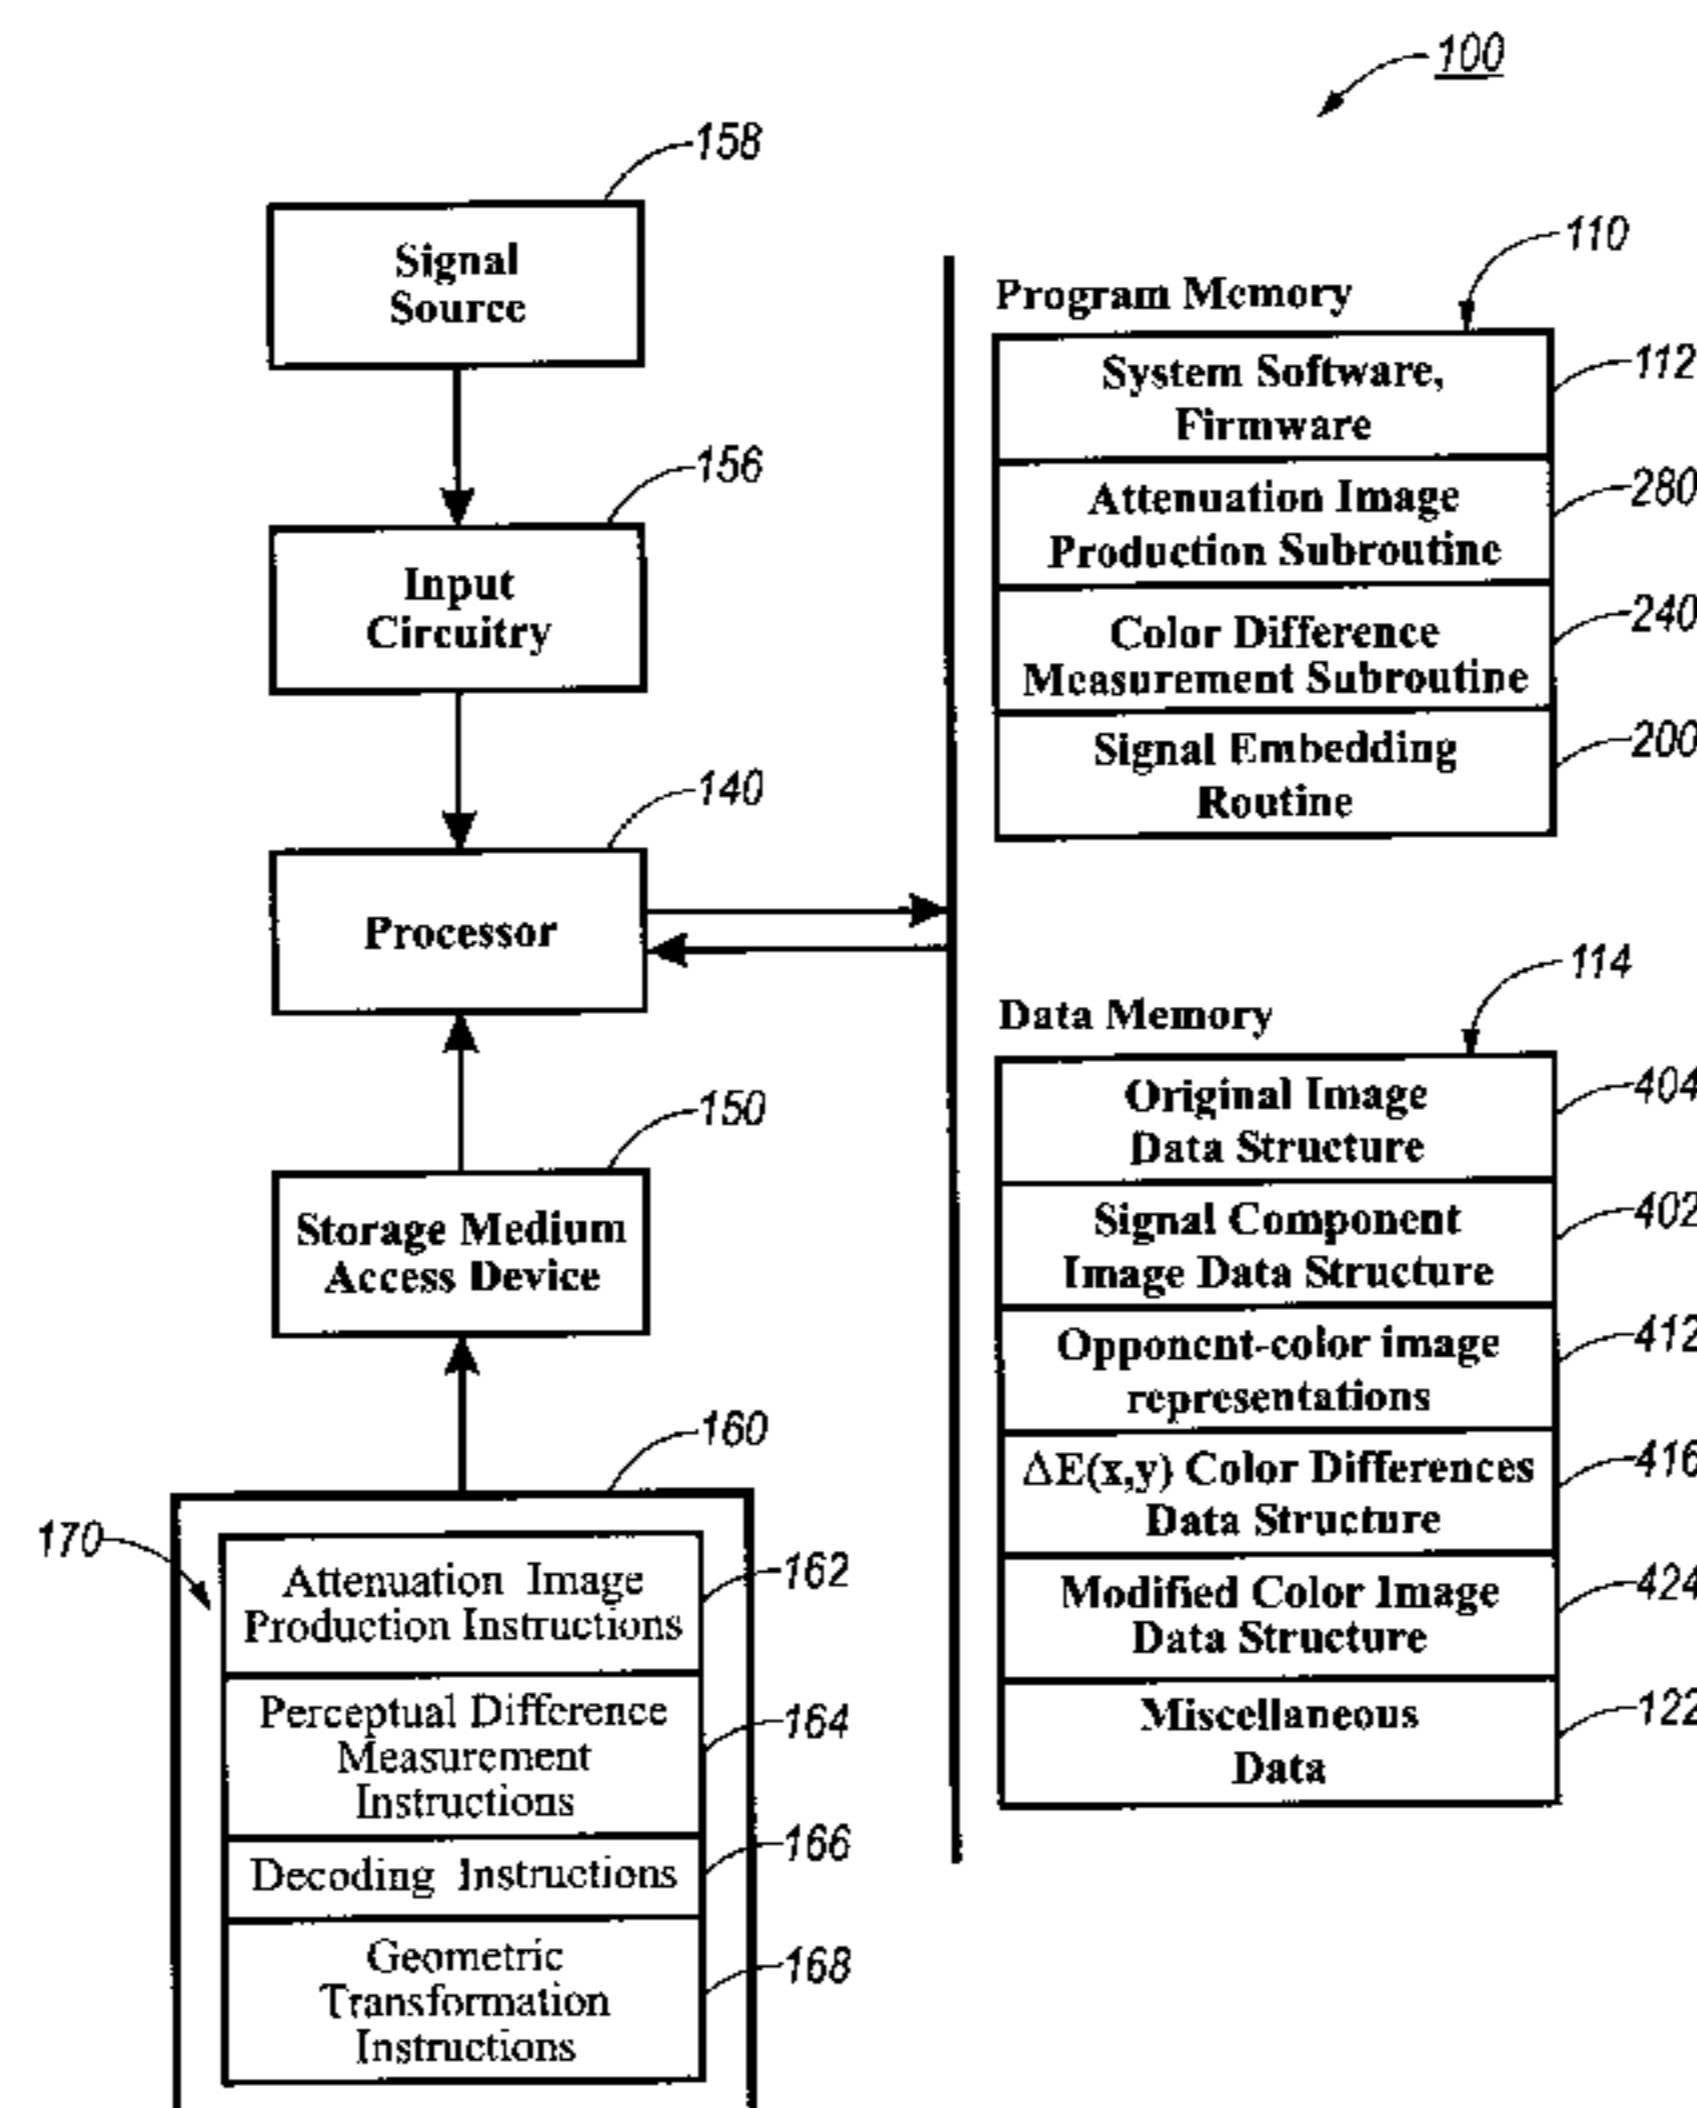 100
158
Signal
Source
156
Input
Circuitry
140
Processor
150
Storage Medium
Access Device
160
170
Attenuation Image
Production Instructions
162
Perceptual Difference
Measurement
Instructions
164
Decoding Instructions
166
Geometric
Transformation
Instructions
168
110
Program Memory
System Software,
Firmware
112
Attenuation Image
Production Subroutine
280
Color Difference
Measurement Subroutine
240
Signal Embedding
Routine
200
114
Data Memory
Original Image
Data Structure
404
Signal Component
Image Data Structure
402
Opponent-color image
representations
412
ΔE(x,y) Color Differences
Data Structure
416
Modified Color Image
Data Structure
424
Miscellaneous
Data
122